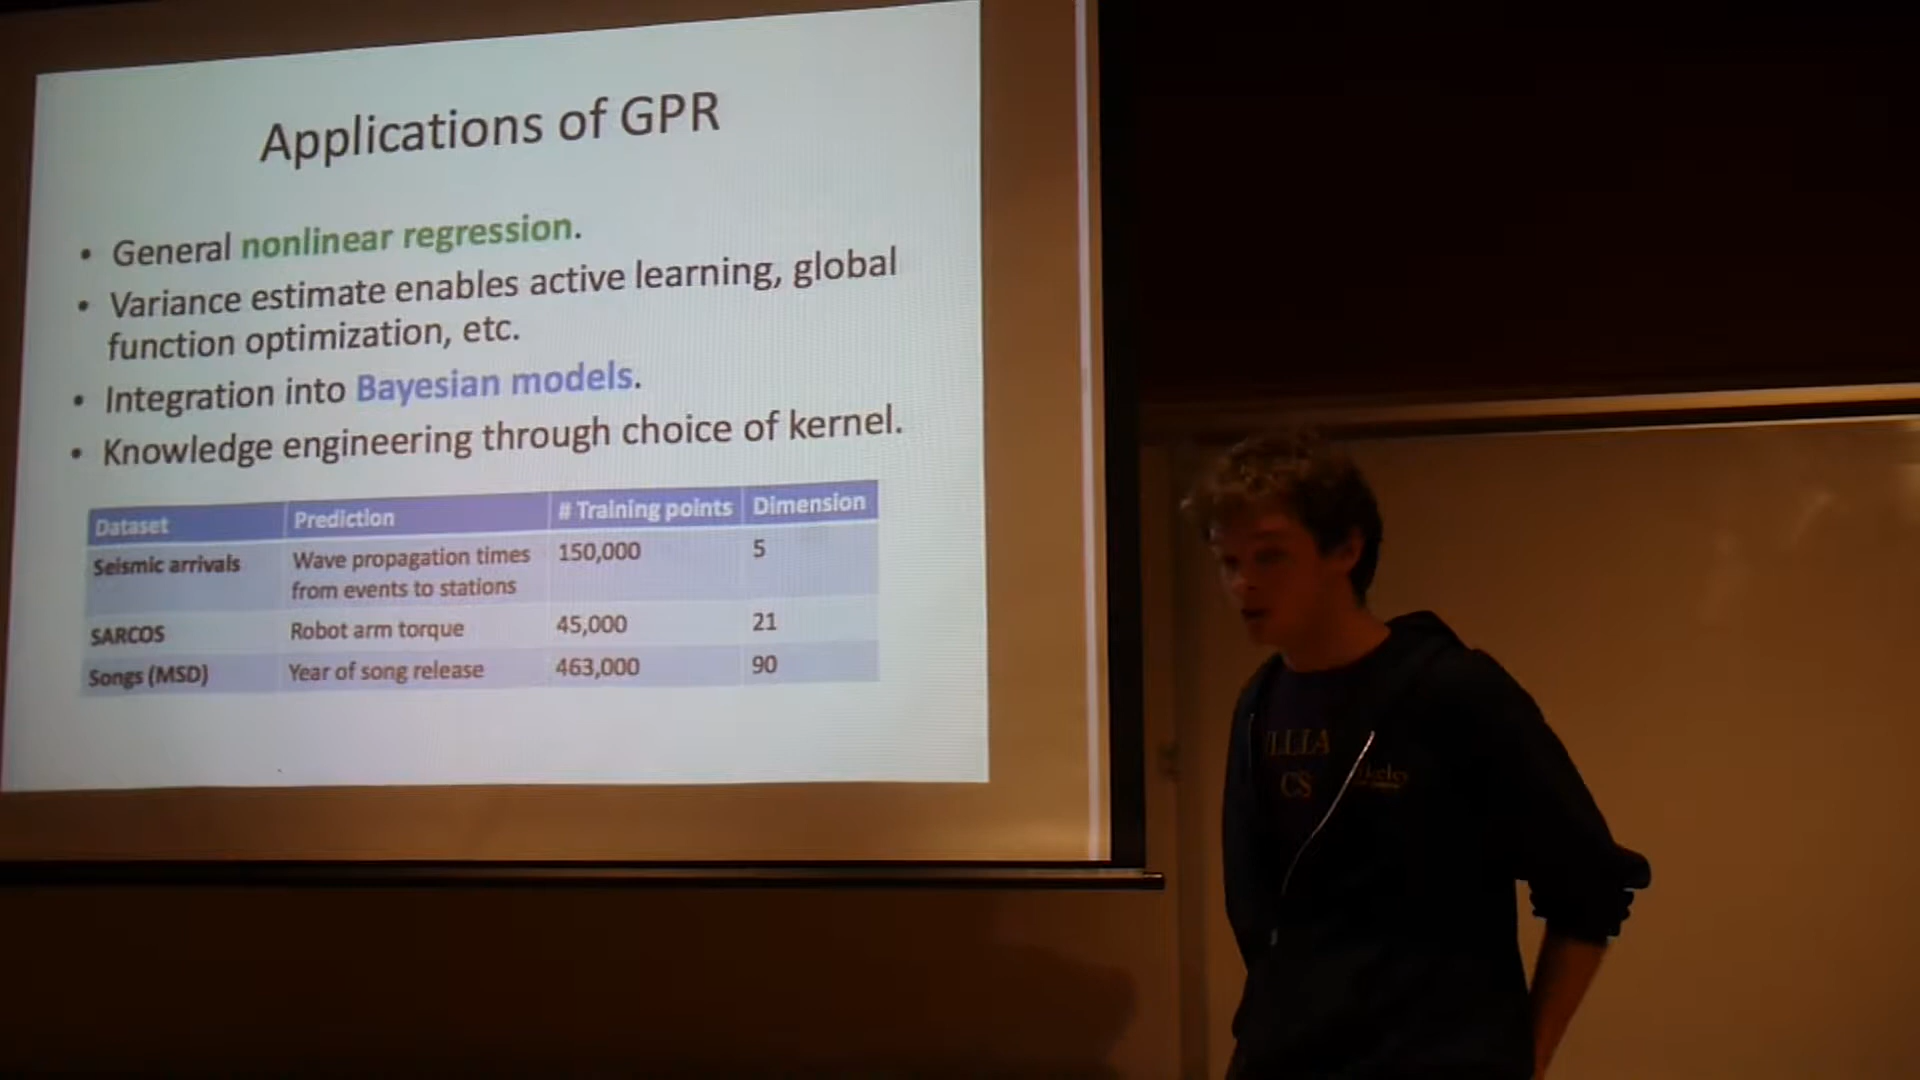 Applications of GPR
• General nonlinear regression.
• Variance estimate enables active learning, global
function optimization, etc.
• Integration into Bayesian models.
• Knowledge engineering through choice of kernel.
Dataset Prediction # Training points Dimension
Seismic arrivals Wave propagation times 150,000 5
from events to stations
SARCOS Robot arm torque 45,000 21
Songs (MSD) Year of song release 463,000 90
CS